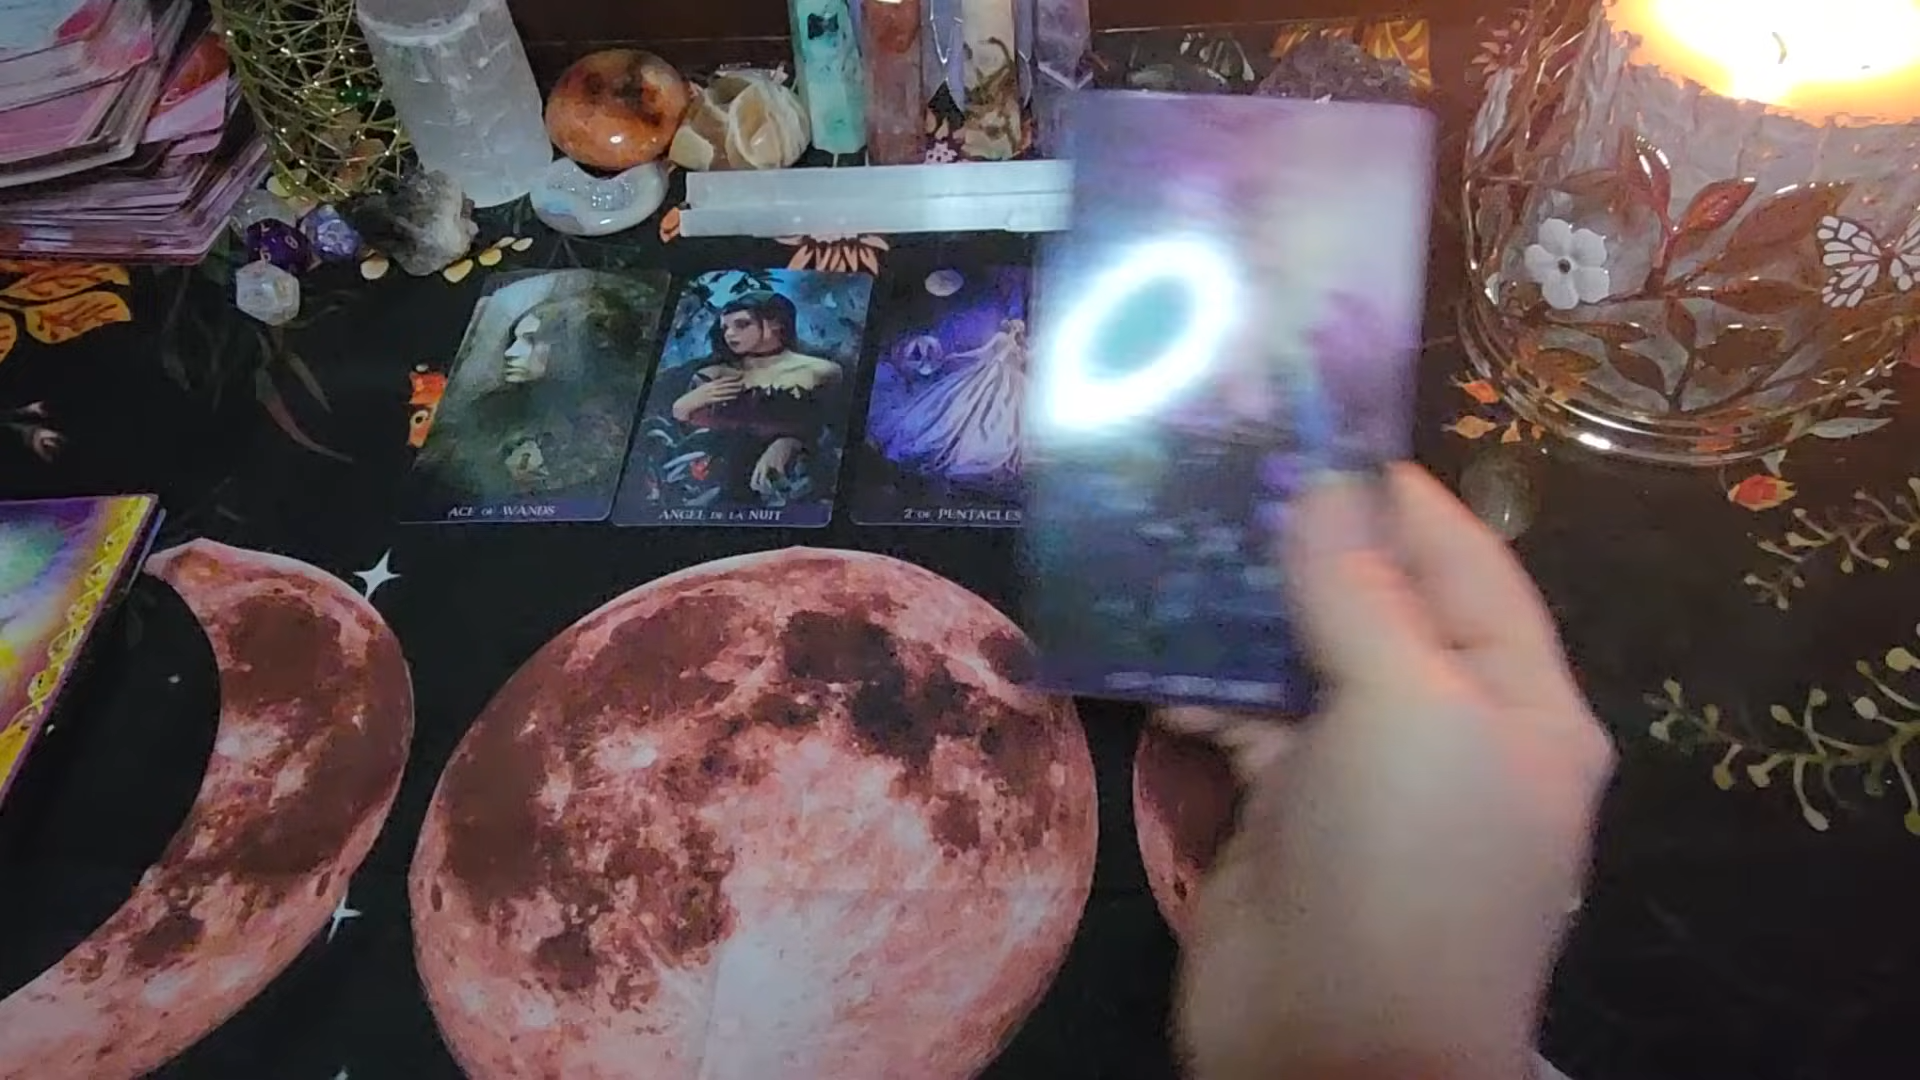 ACE OF WANDS
ANGEL DE LA NUIT
2 OF PENTACLES